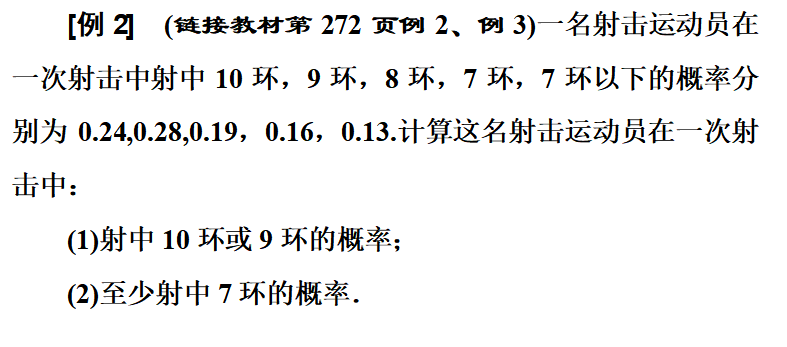 [例 2] (链接教材第 272 页例 2、例 3)一名射击运动员在
一次射击中射中 10 环，9 环，8 环，7 环，7 环以下的概率分
别为 0.24,0.28,0.19，0.16，0.13.计算这名射击运动员在一次射
击中：
(1)射中 10 环或 9 环的概率；
(2)至少射中 7 环的概率．